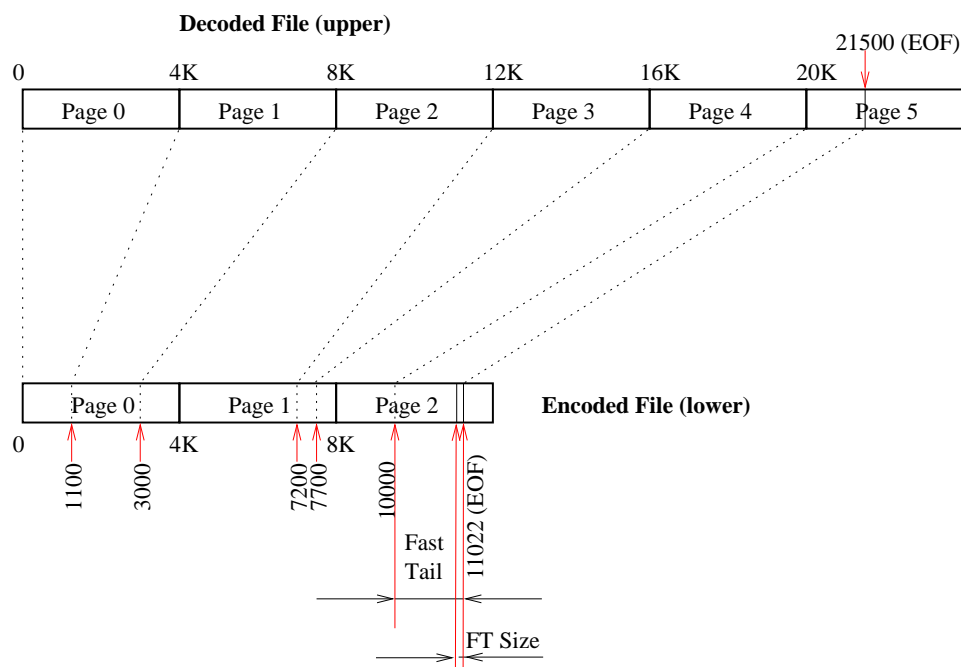 Decoded File (upper)
21500 (EOF)
0 4K 8K 12K 16K 20K
Page 0 Page 1 Page 2 Page 3 Page 4 Page 5
Page 0 Page 1 Page 2
Encoded File (lower)
0 4K 8K
1100
3000
7200
7700
10000
11022 (EOF)
Fast
Tail
FT Size